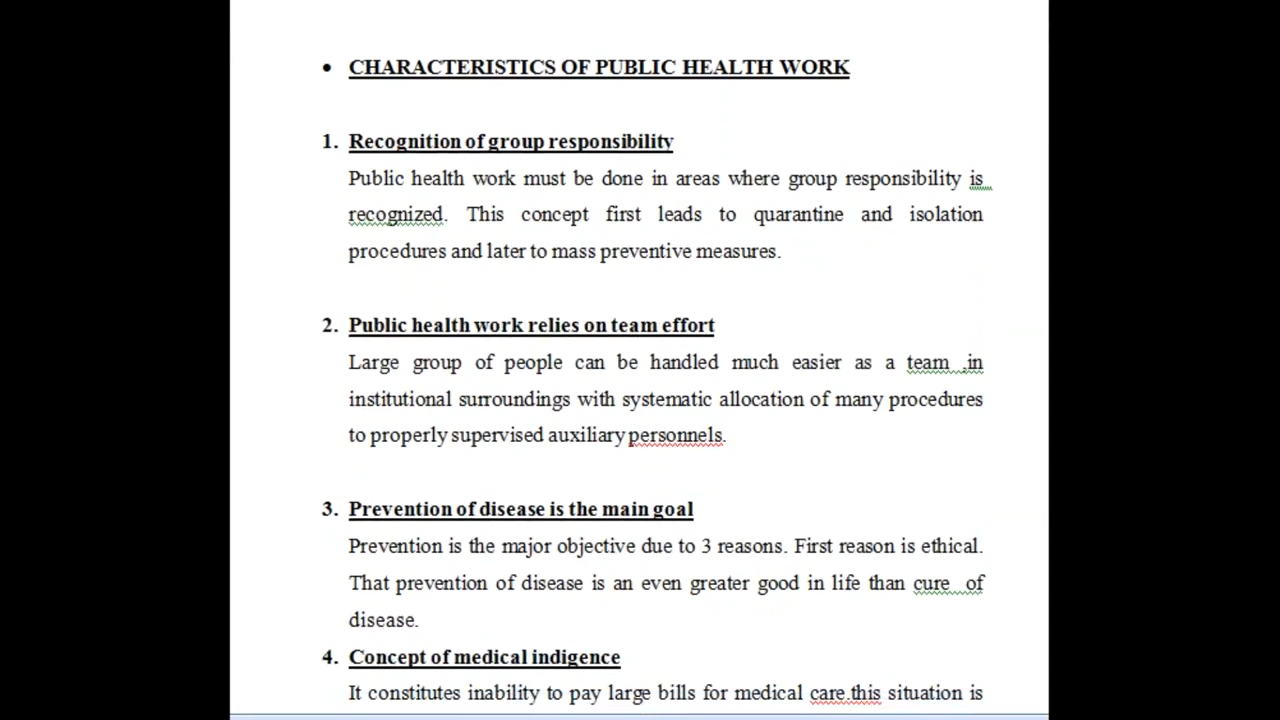 • CHARACTERISTICS OF PUBLIC HEALTH WORK
1. Recognition of group responsibility
Public health work must be done in areas where group responsibility is
recognized. This concept first leads to quarantine and isolation
procedures and later to mass preventive measures.
2. Public health work relies on team effort
Large group of people can be handled much easier as a team ,in
institutional surroundings with systematic allocation of many procedures
to properly supervised auxiliary personnels.
3. Prevention of disease is the main goal
Prevention is the major objective due to 3 reasons. First reason is ethical.
That prevention of disease is an even greater good in life than cure of
disease.
4. Concept of medical indigence
It constitutes inability to pay large bills for medical care.this situation is